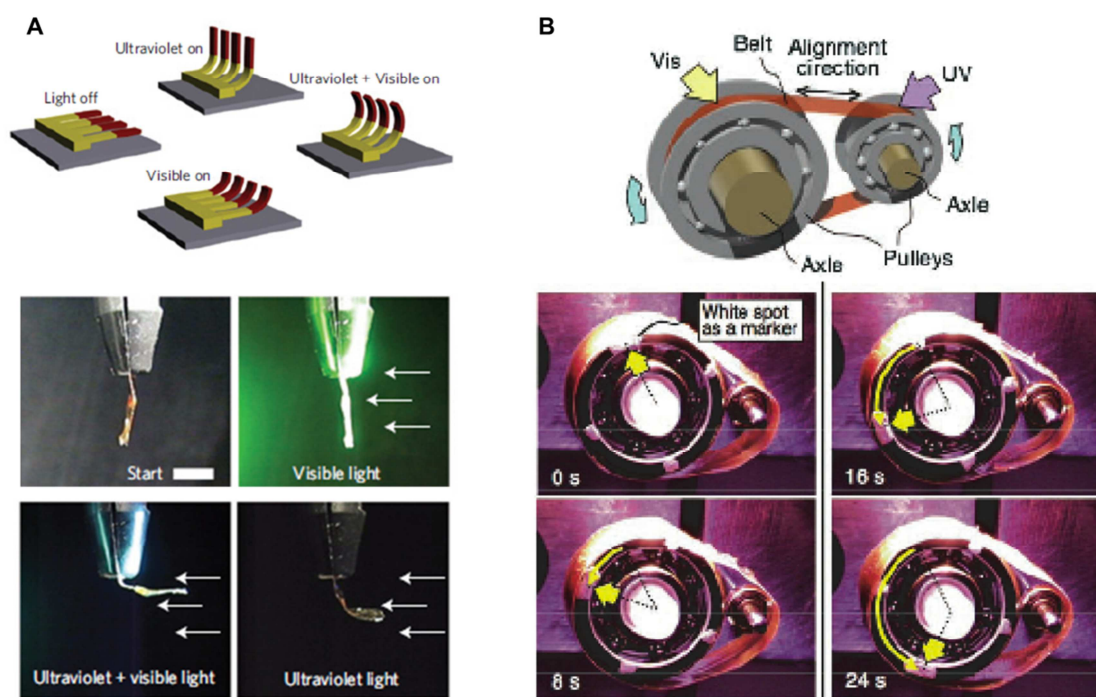 A
Ultraviolet on
Ultraviolet + Visible on
Light off
Visible on
Start
Visible light
Ultraviolet + visible light
Ultraviolet light
B
Belt
Alignment
direction
Vis
UV
Axle
Pulleys
Axle
White spot
as a marker
0 s
16 s
8 s
24 s